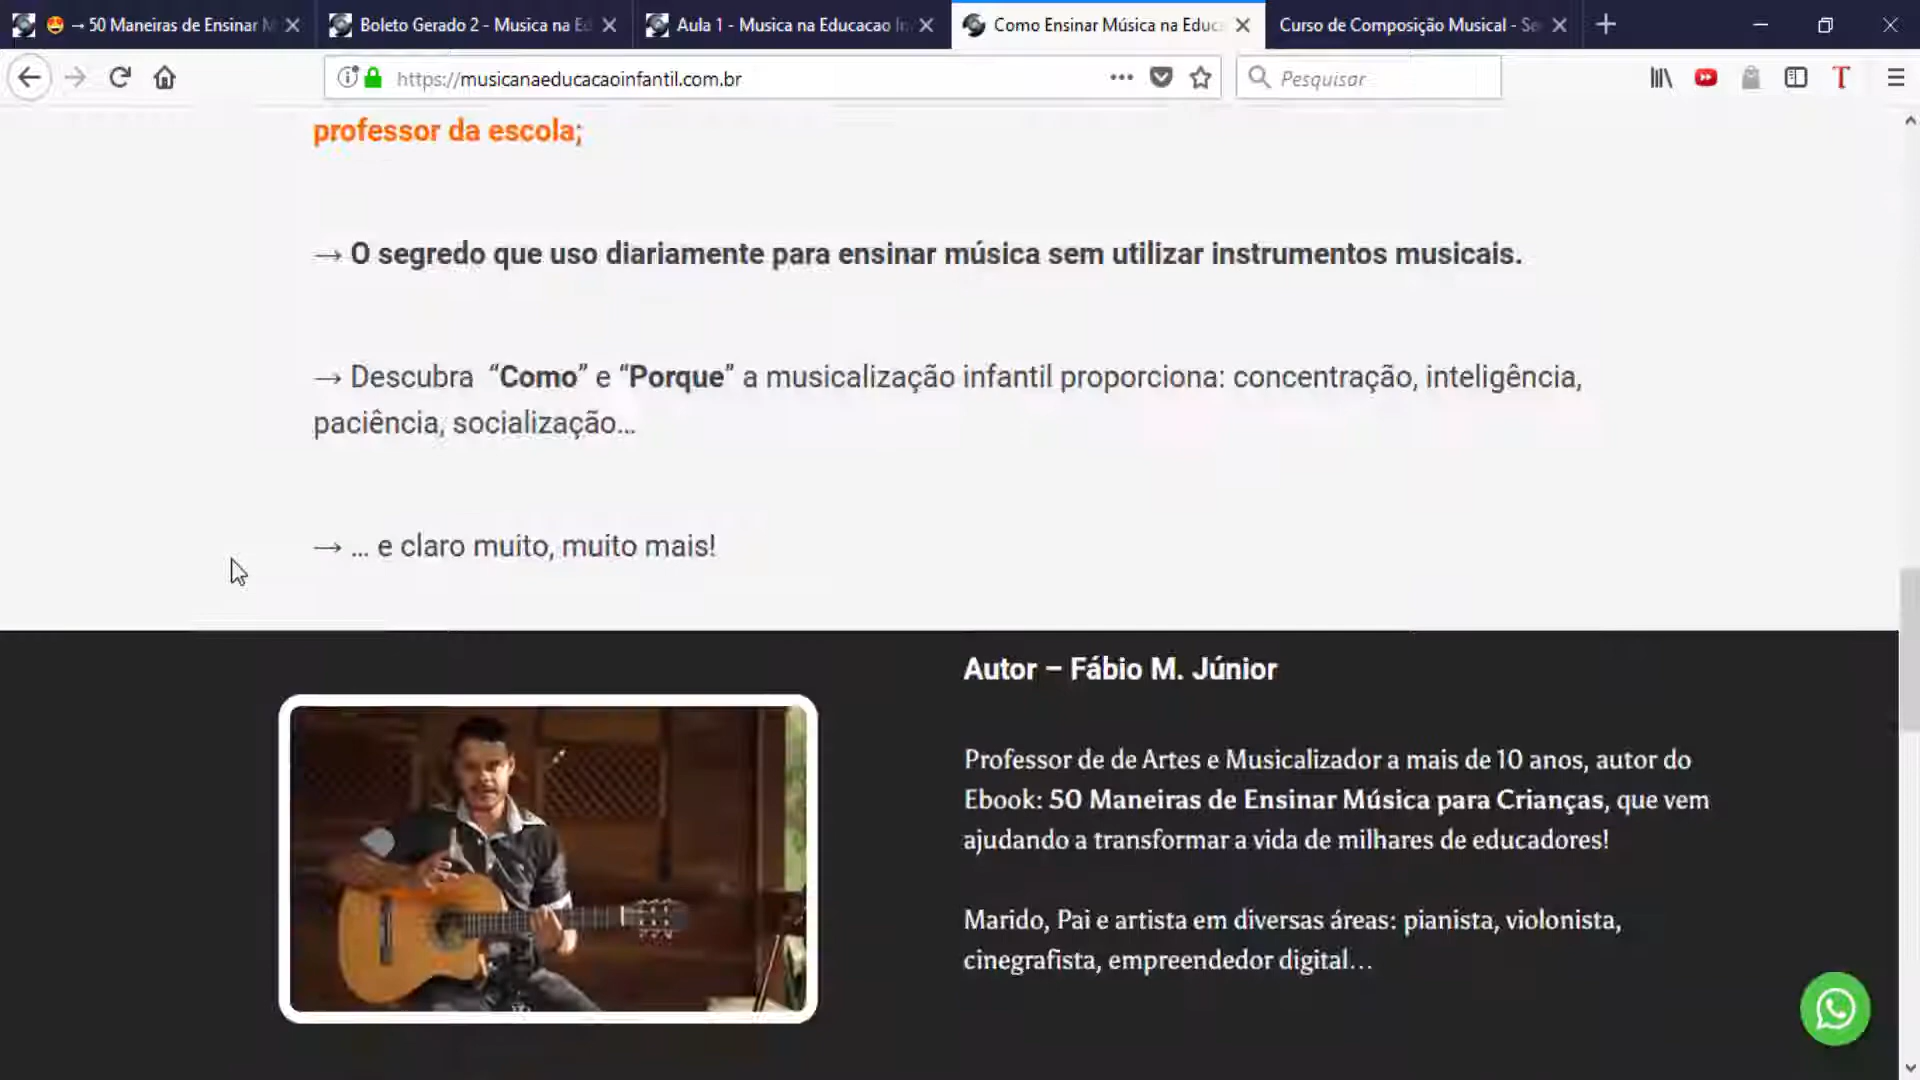 → 50 Maneiras de Ensinar M
Boleto Gerado 2 - Musica na Ed
Aula 1 - Musica na Educacao In
Como Ensinar Música na Educ
Curso de Composição Musical - Se
https://musicanaeducacaoinfantil.com.br
Pesquisar
professor da escola;
→ O segredo que uso diariamente para ensinar música sem utilizar instrumentos musicais.
→ Descubra “Como” e “Porque” a musicalização infantil proporciona: concentração, inteligência,
paciência, socialização...
→ ... e claro muito, muito mais!
Autor – Fábio M. Júnior
Professor de de Artes e Musicalizador a mais de 10 anos, autor do
Ebook: 50 Maneiras de Ensinar Música para Crianças, que vem
ajudando a transformar a vida de milhares de educadores!
Marido, Pai e artista em diversas áreas: pianista, violonista,
cinegrafista, empreendedor digital...